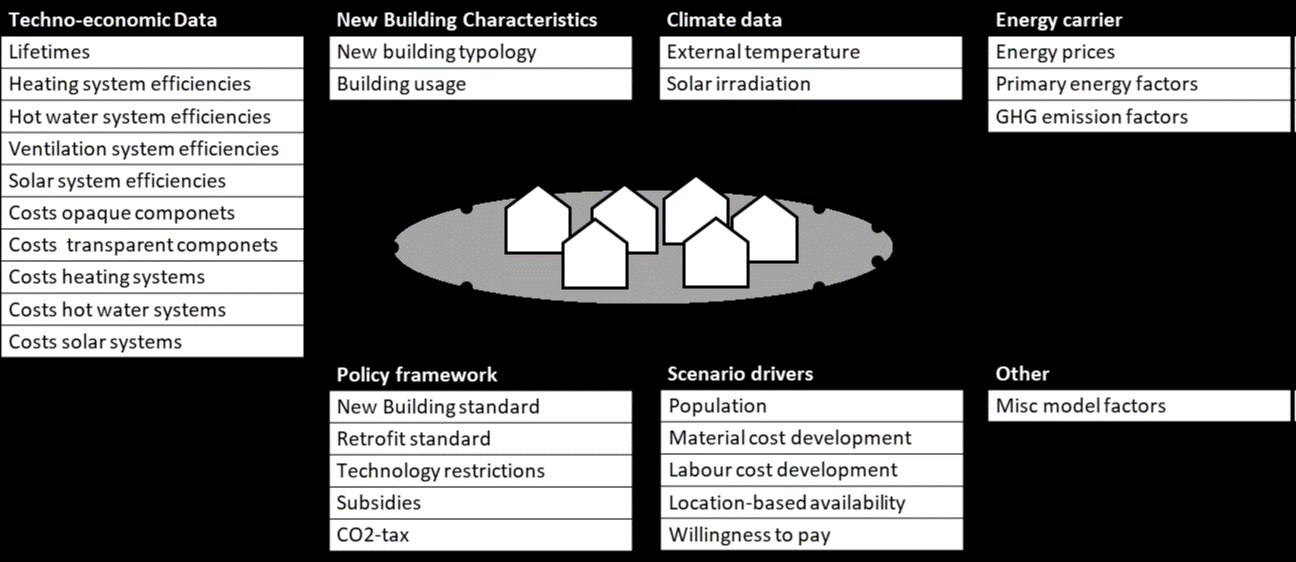 Techno-economic Data
Lifetimes
Heating system efficiencies
Hot water system efficiencies
Ventilation system efficiencies
Solar system efficiencies
Costs opaque componets
Costs  transparent componets
Costs heating systems
Costs hot water systems
Costs solar systems
New Building Characteristics
New building typology
Building usage
Climate data
External temperature
Solar irradiation
Energy carrier
Energy prices
Primary energy factors
GHG emission factors
Policy framework
New Building standard
Retrofit standard
Technology restrictions
Subsidies
CO2-tax
Scenario drivers
Population
Material cost development
Labour cost development
Location-based availability
Willingness to pay
Other
Misc model factors